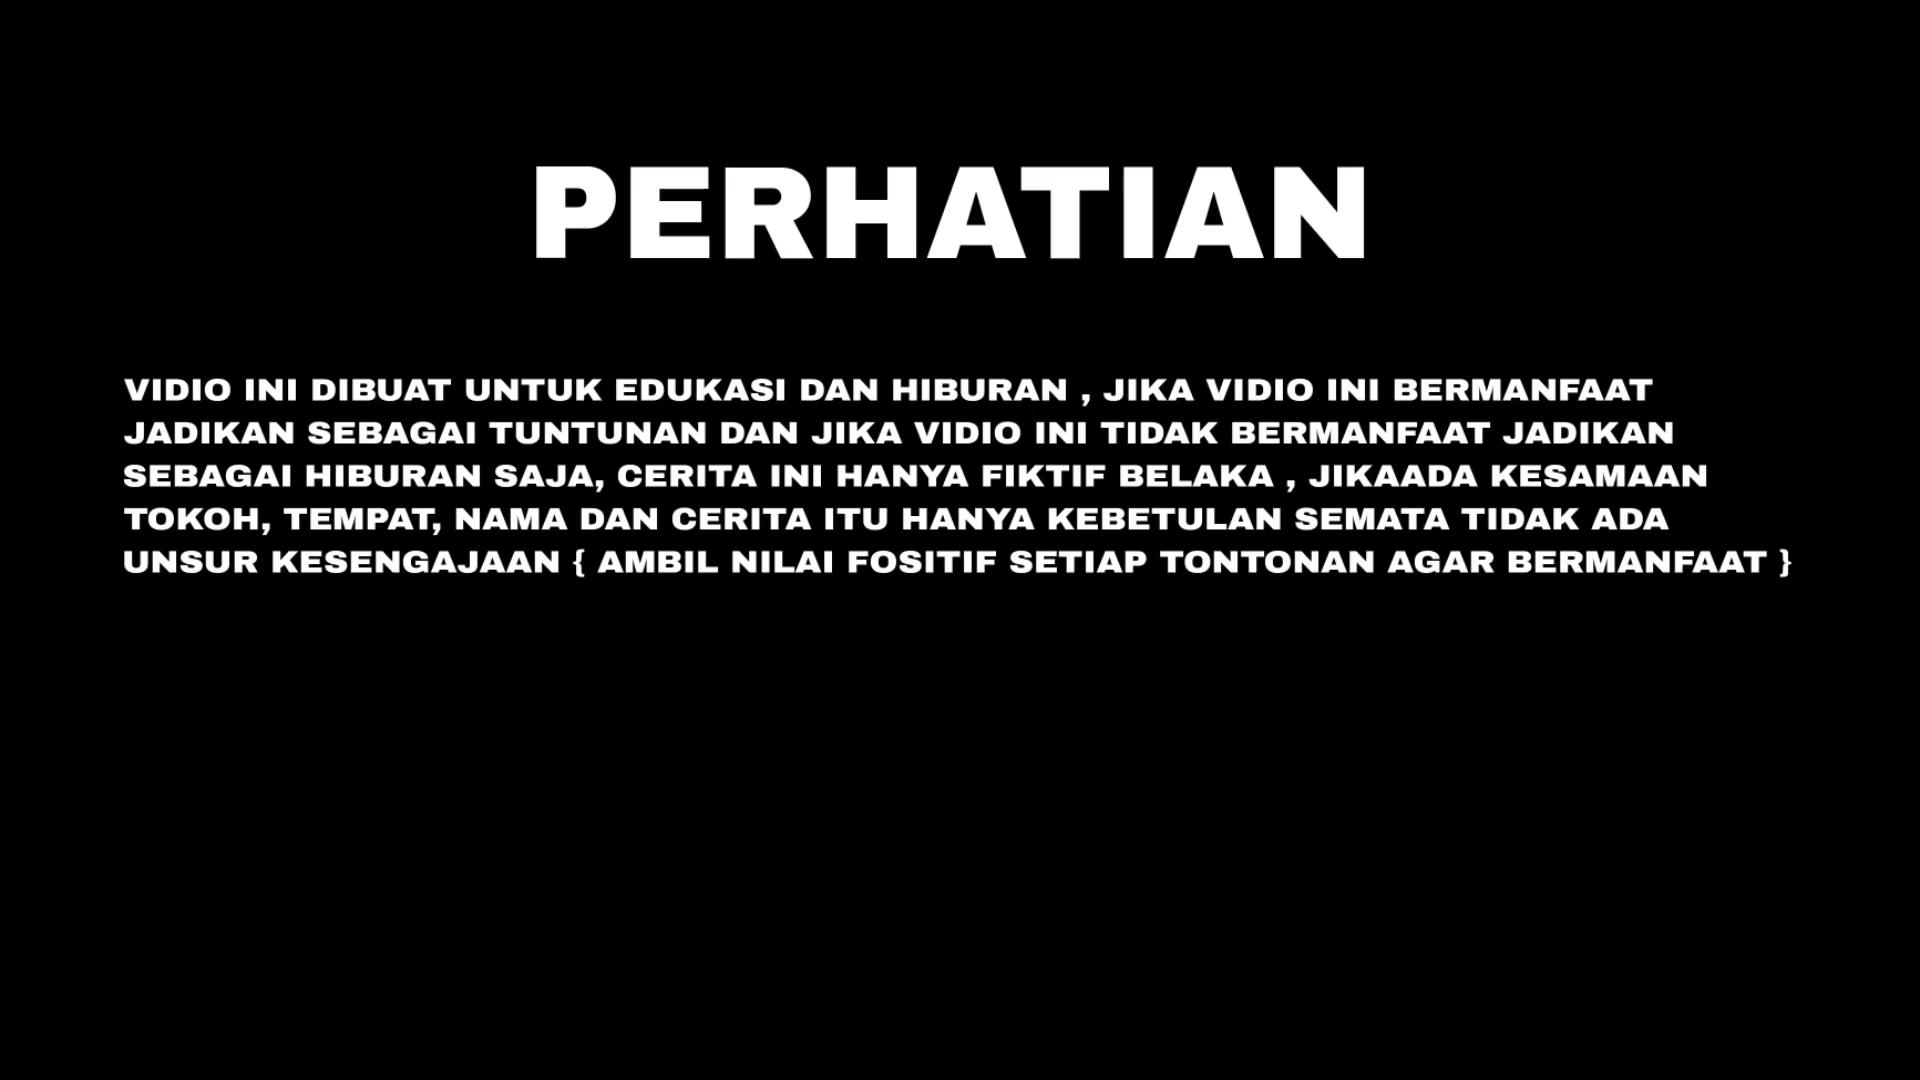 PERHATIAN
VIDIO INI DIBUAT UNTUK EDUKASI DAN HIBURAN , JIKA VIDIO INI BERMANFAAT
JADIKAN SEBAGAI TUNTUNAN DAN JIKA VIDIO INI TIDAK BERMANFAAT JADIKAN
SEBAGAI HIBURAN SAJA, CERITA INI HANYA FIKTIF BELAKA , JIKAADA KESAMAAN
TOKOH, TEMPAT, NAMA DAN CERITA ITU HANYA KEBETULAN SEMATA TIDAK ADA
UNSUR KESENGAJAAN { AMBIL NILAI FOSITIF SETIAP TONTONAN AGAR BERMANFAAT }